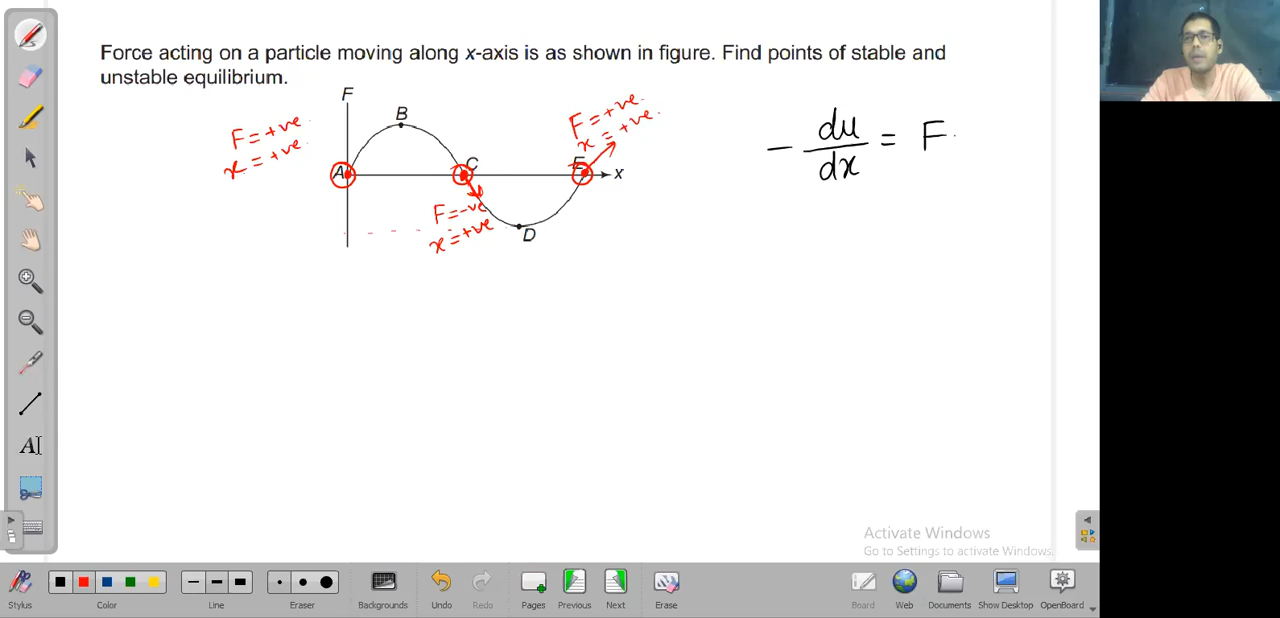 Force acting on a particle moving along x-axis is as shown in figure. Find points of stable and
unstable equilibrium.
F
B
F = +ve
x = +ve
A
C
F = -ve
x = +ve
D
E
F = +ve
x = +ve
x
- du/dx = F
A
Activate Windows
Go to Settings to activate Windows.
Stylus
Color
Line
Eraser
Backgrounds
Undo
Redo
Pages
Previous
Next
Erase
Board
Web
Documents
Show Desktop
OpenBoard